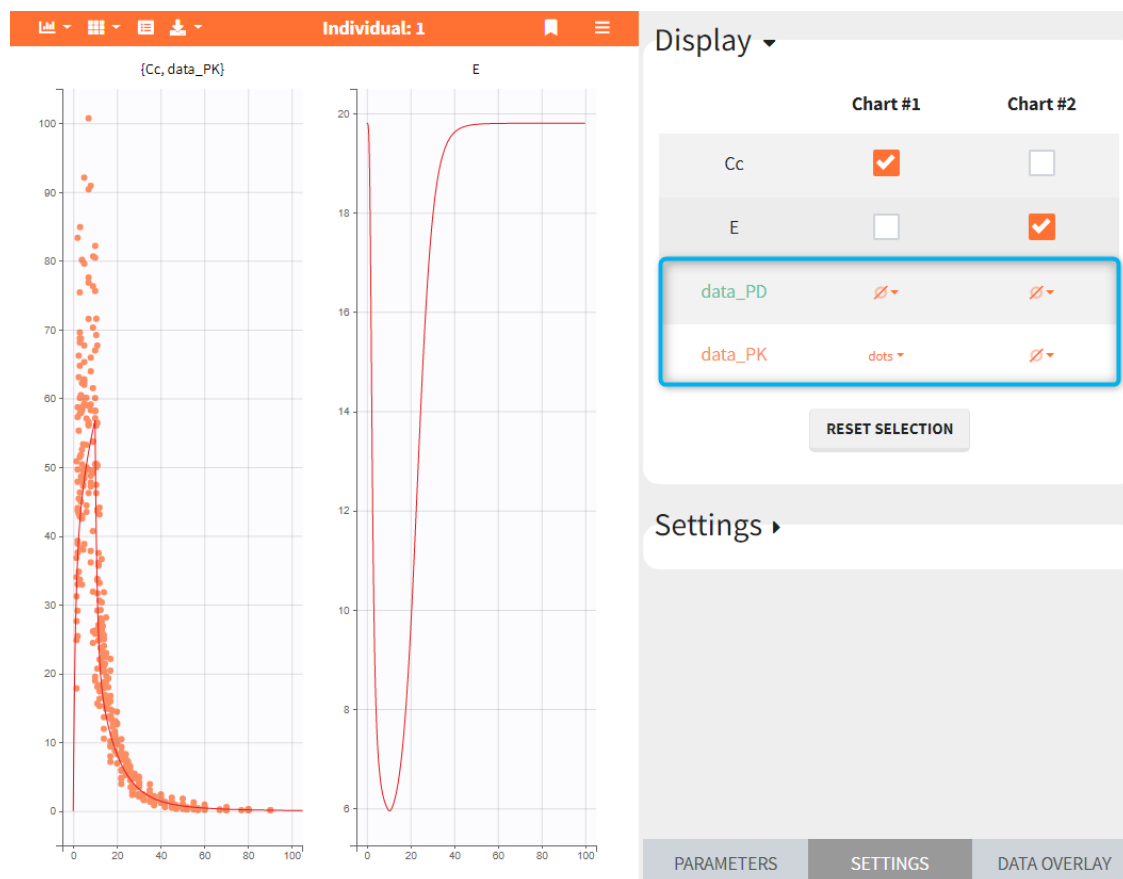 Individual: 1
{Cc, data_PK}
E
100
90
80
70
60
50
40
30
20
10
0
0 20 40 60 80 100
20
18
16
14
12
10
8
6
0 20 40 60 80 100
Display
Chart #1 Chart #2
Cc
E
data_PD
data_PK dots
RESET SELECTION
Settings
PARAMETERS SETTINGS DATA OVERLAY